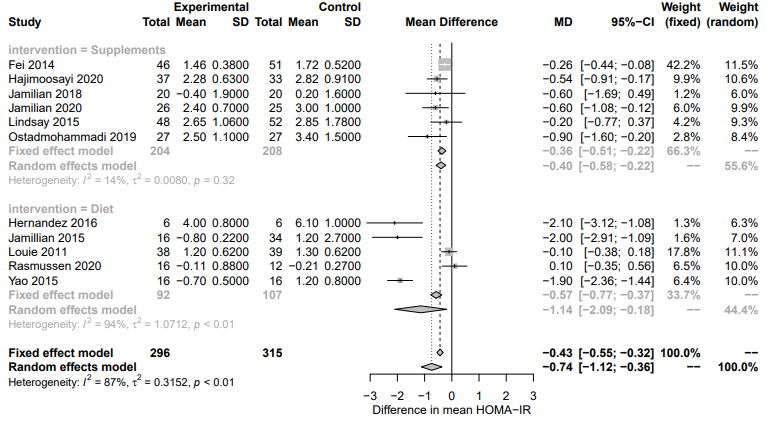 Experimental Control Weight Weight
Study Total Mean SD Total Mean SD Mean Difference MD 95%−CI (fixed) (random)
intervention = Supplements
Fei 2014 46 1.46 0.3800 51 1.72 0.5200 −0.26 [−0.44; −0.08] 42.2% 11.5%
Hajimoosayi 2020 37 2.28 0.6300 33 2.82 0.9100 −0.54 [−0.91; −0.17] 9.9% 10.6%
Jamilian 2018 20 −0.40 1.9000 20 0.20 1.6000 −0.60 [−1.69; 0.49] 1.2% 6.0%
Jamilian 2020 26 2.40 0.7000 25 3.00 1.0000 −0.60 [−1.08; −0.12] 6.0% 9.9%
Lindsay 2015 48 2.65 1.0600 52 2.85 1.7800 −0.20 [−0.77; 0.37] 4.2% 9.3%
Ostadmohammadi 2019 27 2.50 1.1000 27 3.40 1.5000 −0.90 [−1.60; −0.20] 2.8% 8.4%
Fixed effect model 204 208 −0.36 [−0.51; −0.22] 66.3% −−
Random effects model −0.40 [−0.58; −0.22] −− 55.6%
Heterogeneity: I² = 14%, τ² = 0.0080, p = 0.32
intervention = Diet
Hernandez 2016 6 4.00 0.8000 6 6.10 1.0000 −2.10 [−3.12; −1.08] 1.3% 6.3%
Jamillian 2015 16 −0.80 0.2200 34 1.20 2.7000 −2.00 [−2.91; −1.09] 1.6% 7.0%
Louie 2011 38 1.20 0.6200 39 1.30 0.6200 −0.10 [−0.38; 0.18] 17.8% 11.1%
Rasmussen 2020 16 −0.11 0.8800 12 −0.21 0.2700 0.10 [−0.35; 0.56] 6.5% 10.0%
Yao 2015 16 −0.70 0.5000 16 1.20 0.8000 −1.90 [−2.36; −1.44] 6.4% 10.0%
Fixed effect model 92 107 −0.57 [−0.77; −0.37] 33.7% −−
Random effects model −1.14 [−2.09; −0.18] −− 44.4%
Heterogeneity: I² = 94%, τ² = 1.0712, p < 0.01
Fixed effect model 296 315 −0.43 [−0.55; −0.32] 100.0% −−
Random effects model −0.74 [−1.12; −0.36] −− 100.0%
Heterogeneity: I² = 87%, τ² = 0.3152, p < 0.01
−3 −2 −1 0 1 2 3
Difference in mean HOMA−IR